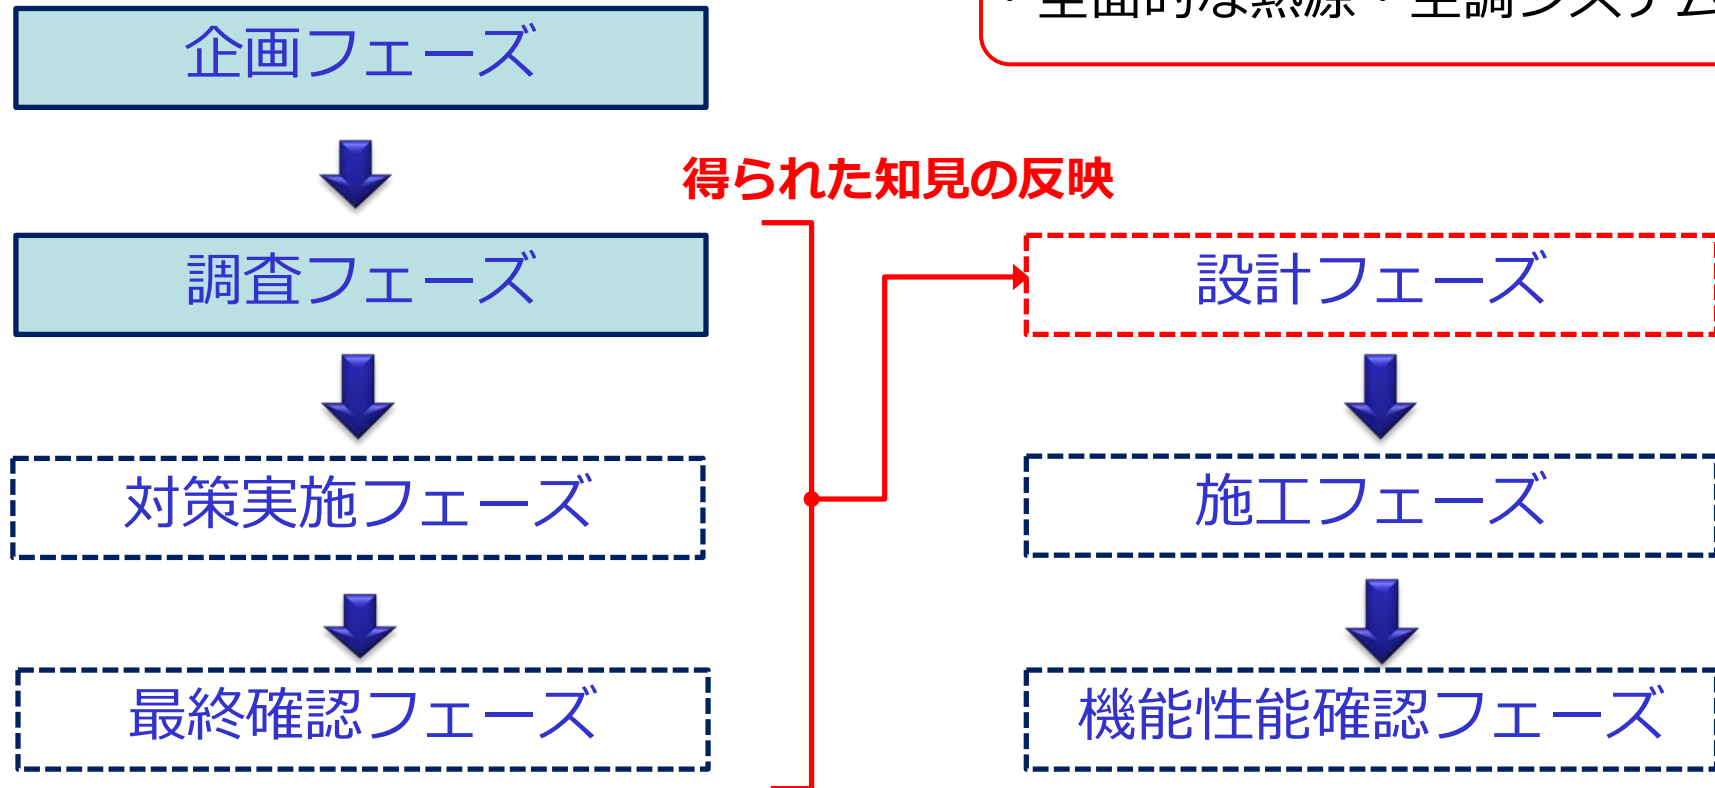 企画フェーズ
得られた知見の反映
調査フェーズ
設計フェーズ
対策実施フェーズ
施工フェーズ
最終確認フェーズ
機能性能確認フェーズ